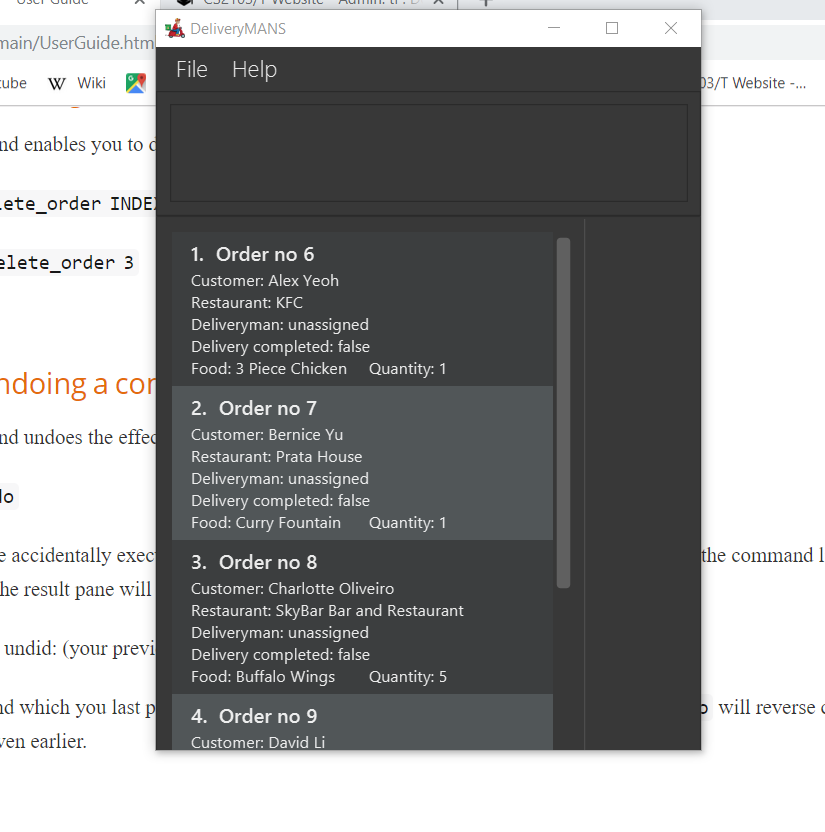 User Guide
CS2103/T Website - Admin: tP: D
DeliveryMANS
main/UserGuide.htm
File Help
ube Wiki 03/T Website -...
nd enables you to d
lete_order INDEX
elete_order 3
1. Order no 6
Customer: Alex Yeoh
Restaurant: KFC
Deliveryman: unassigned
Delivery completed: false
Food: 3 Piece Chicken Quantity: 1
ndoing a cor
2. Order no 7
Customer: Bernice Yu
Restaurant: Prata House
Deliveryman: unassigned
Delivery completed: false
Food: Curry Fountain Quantity: 1
nd undoes the effec
do
3. Order no 8
Customer: Charlotte Oliveiro
Restaurant: SkyBar Bar and Restaurant
Deliveryman: unassigned
Delivery completed: false
Food: Buffalo Wings Quantity: 5
e accidentally exec the command l
he result pane will
undid: (your previ
4. Order no 9
Customer: David Li
nd which you last p o will reverse c
ven earlier.